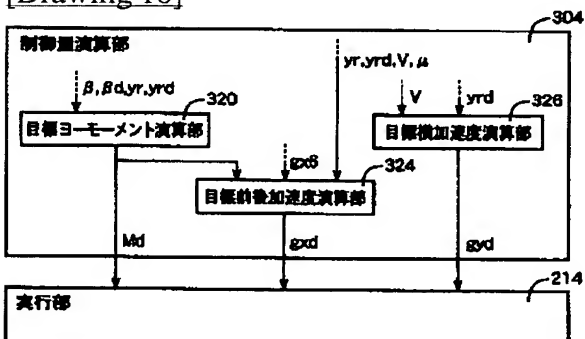 [Drawing 10]
304
制御量演算部
β,βd,yr,yrd
yr,yrd,V,μ
V
yrd
320
326
目標ヨーモーメント演算部
目標横加速度演算部
gxδ
324
目標前後加速度演算部
Md
gxd
gyd
214
実行部